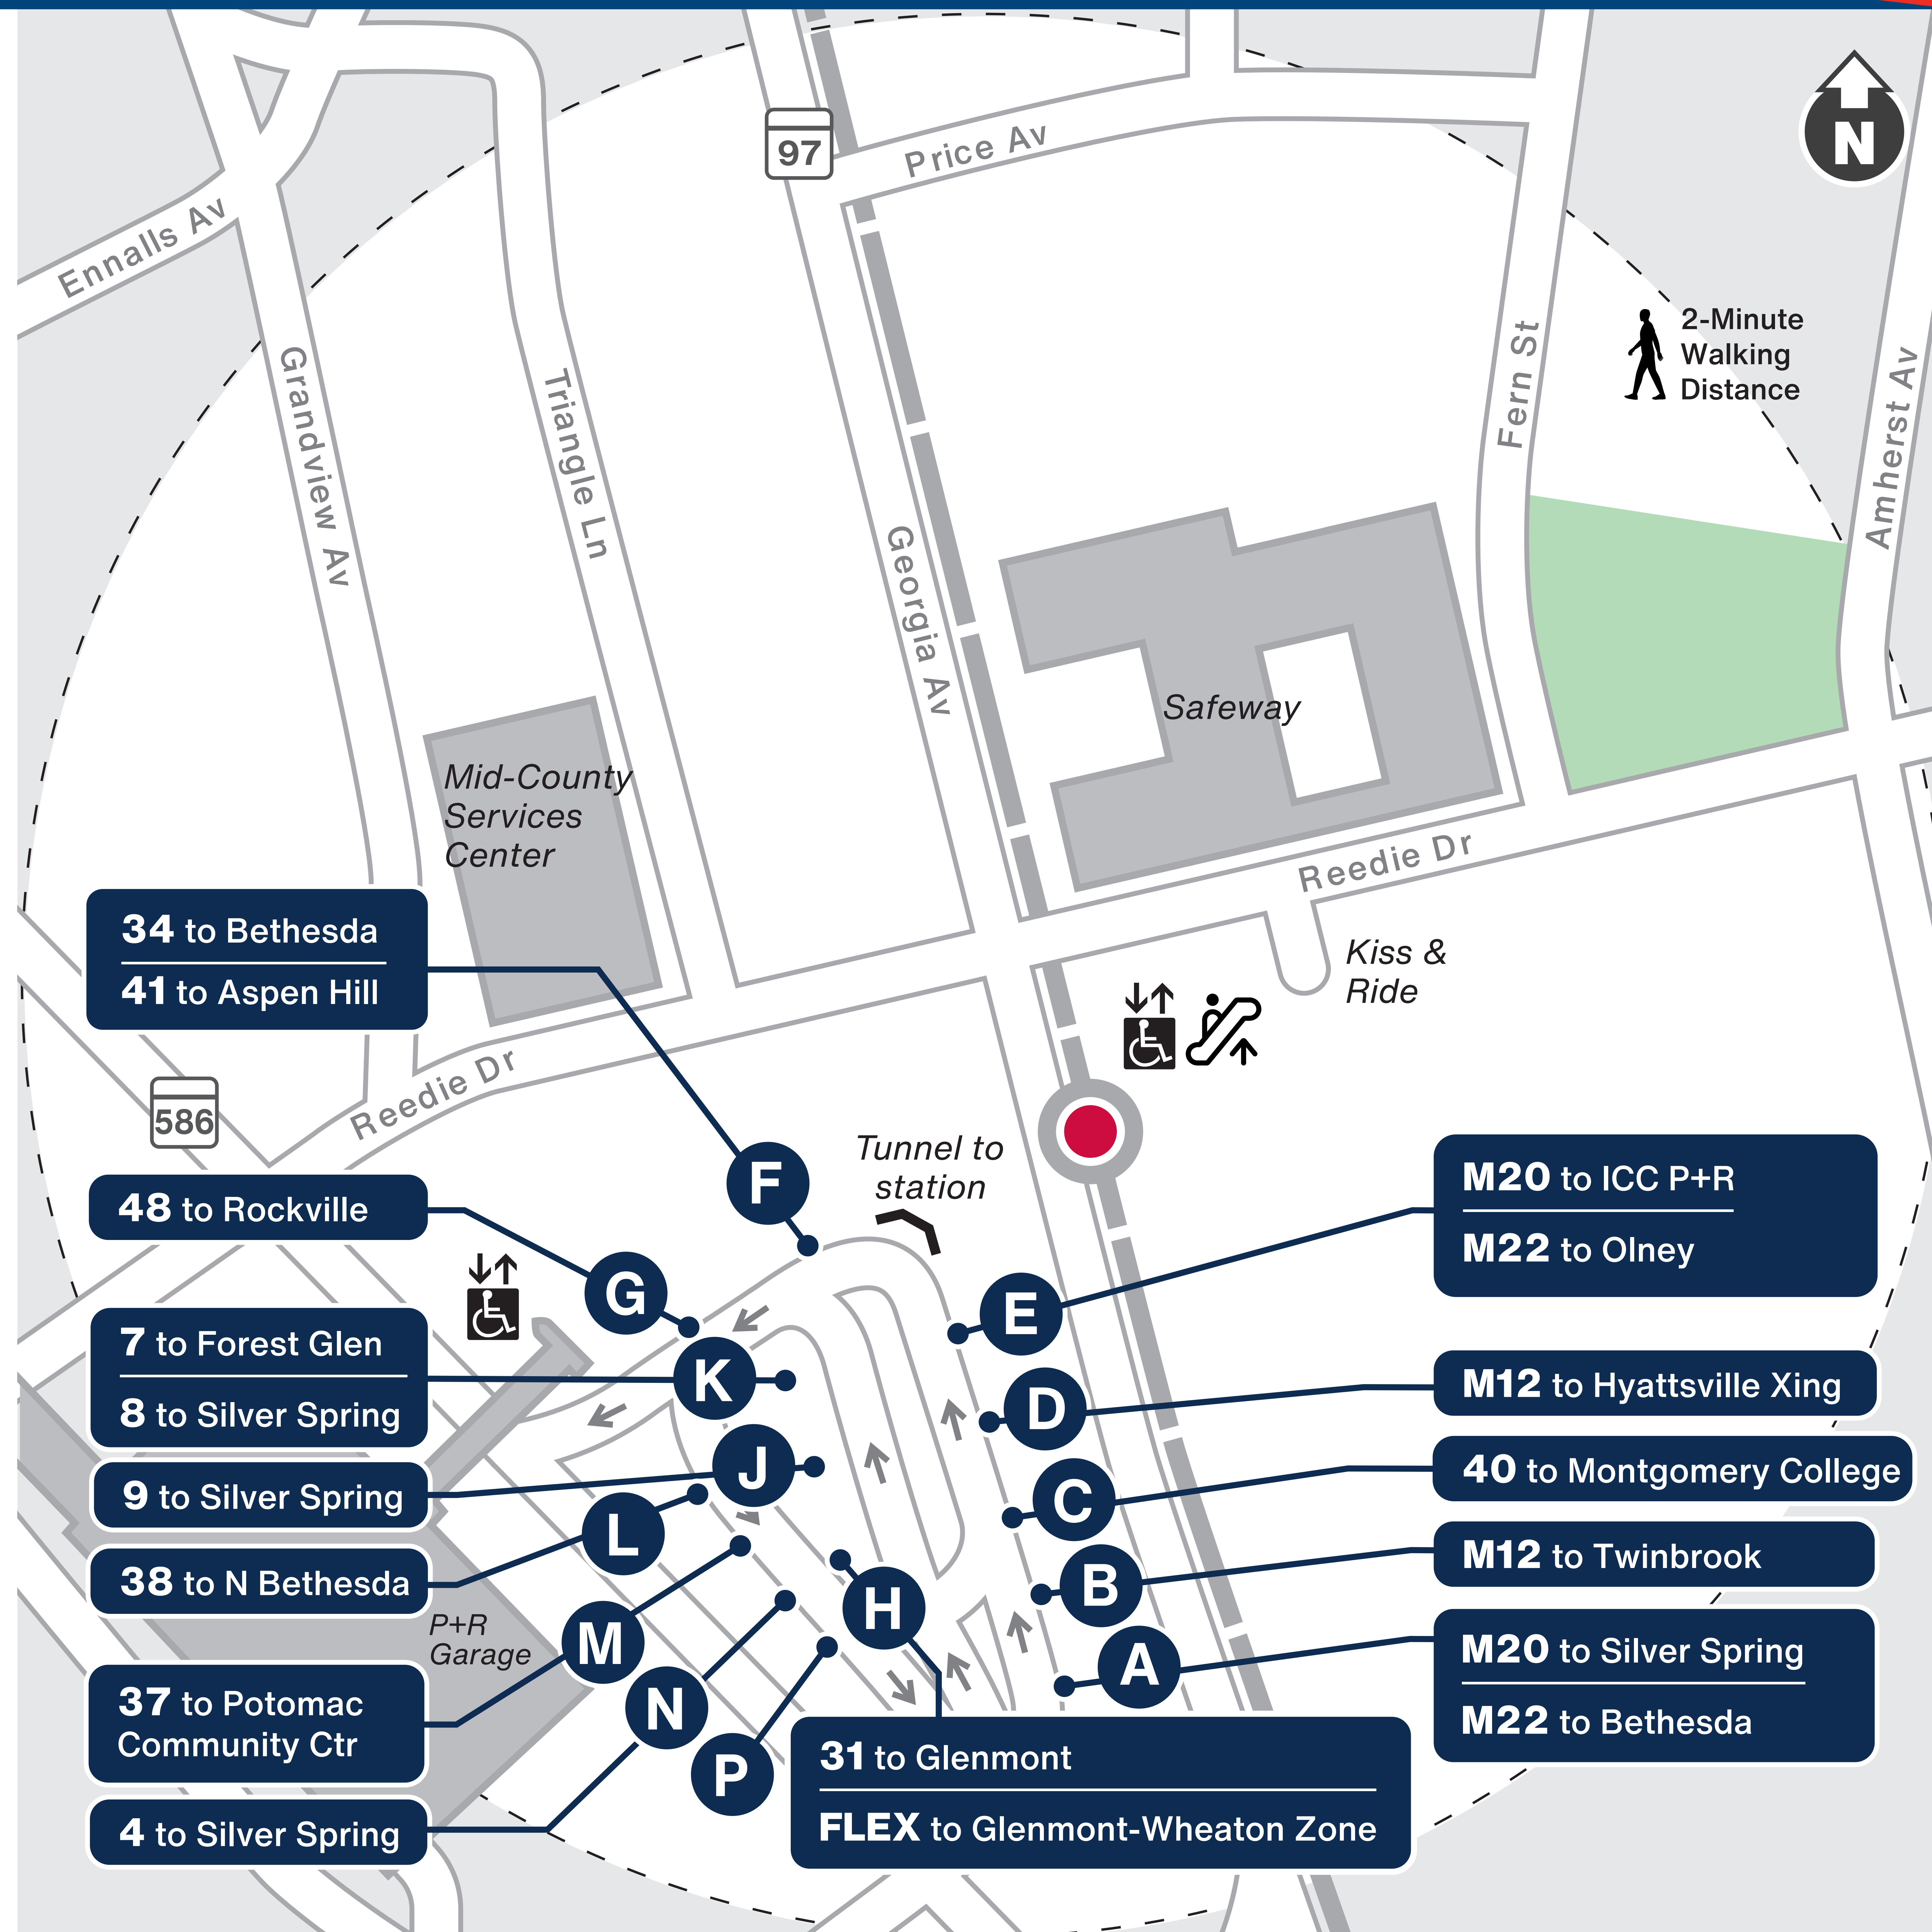 97
Price Av
N
Ennalls Av
2-Minute
Walking
Distance
Grandview Av
Triangle Ln
Fern St
Amherst Av
Georgia Av
Safeway
Mid-County
Services
Center
Reedie Dr
34 to Bethesda
41 to Aspen Hill
Kiss &
Ride
Reedie Dr
586
Tunnel to
station
F
48 to Rockville
M20 to ICC P+R
M22 to Olney
G
E
7 to Forest Glen
8 to Silver Spring
K
D
M12 to Hyattsville Xing
9 to Silver Spring
J
C
40 to Montgomery College
38 to N Bethesda
L
B
M12 to Twinbrook
H
P+R
Garage
M
A
M20 to Silver Spring
M22 to Bethesda
37 to Potomac
Community Ctr
N
P
31 to Glenmont
FLEX to Glenmont-Wheaton Zone
4 to Silver Spring